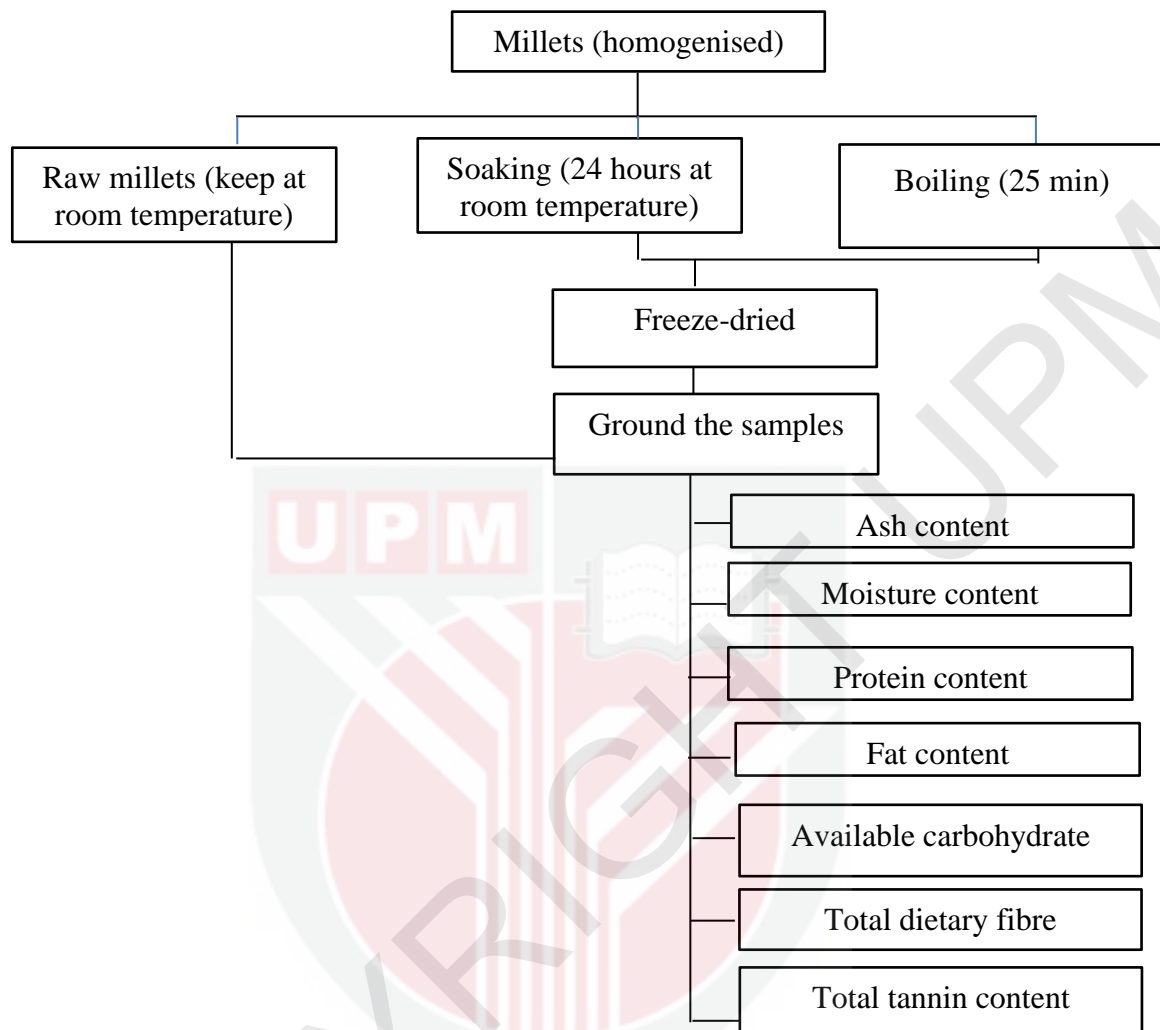 Millets (homogenised)
Raw millets (keep at
room temperature)
Soaking (24 hours at
room temperature)
Boiling (25 min)
Freeze-dried
Ground the samples
UPM
Ash content
Moisture content
Protein content
Fat content
Available carbohydrate
Total dietary fibre
Total tannin content
YRIGHT UPM